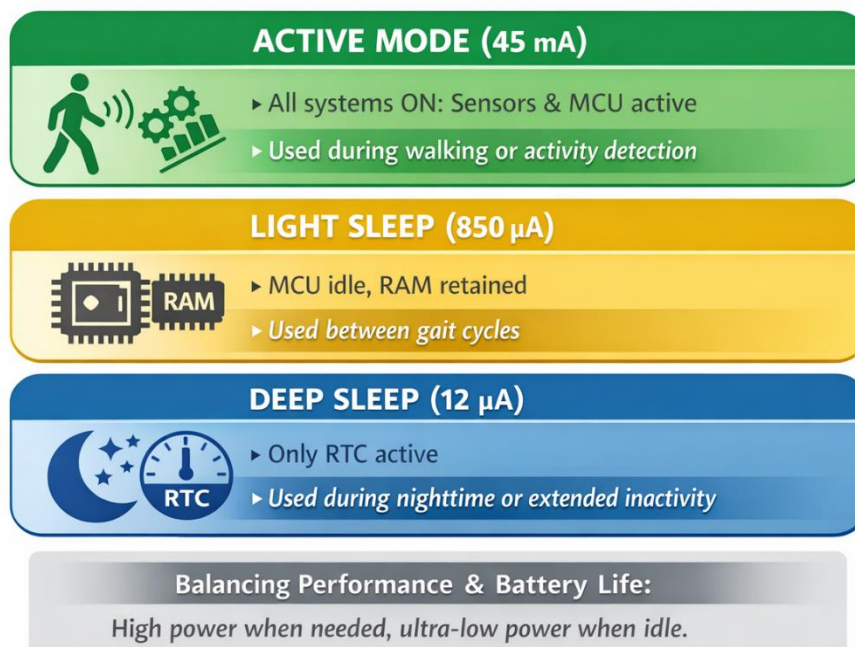 ACTIVE MODE (45 mA)
▸ All systems ON: Sensors & MCU active
▸ Used during walking or activity detection
LIGHT SLEEP (850 µA)
RAM
▸ MCU idle, RAM retained
▸ Used between gait cycles
DEEP SLEEP (12 µA)
RTC
▸ Only RTC active
▸ Used during nighttime or extended inactivity
Balancing Performance & Battery Life:
High power when needed, ultra-low power when idle.